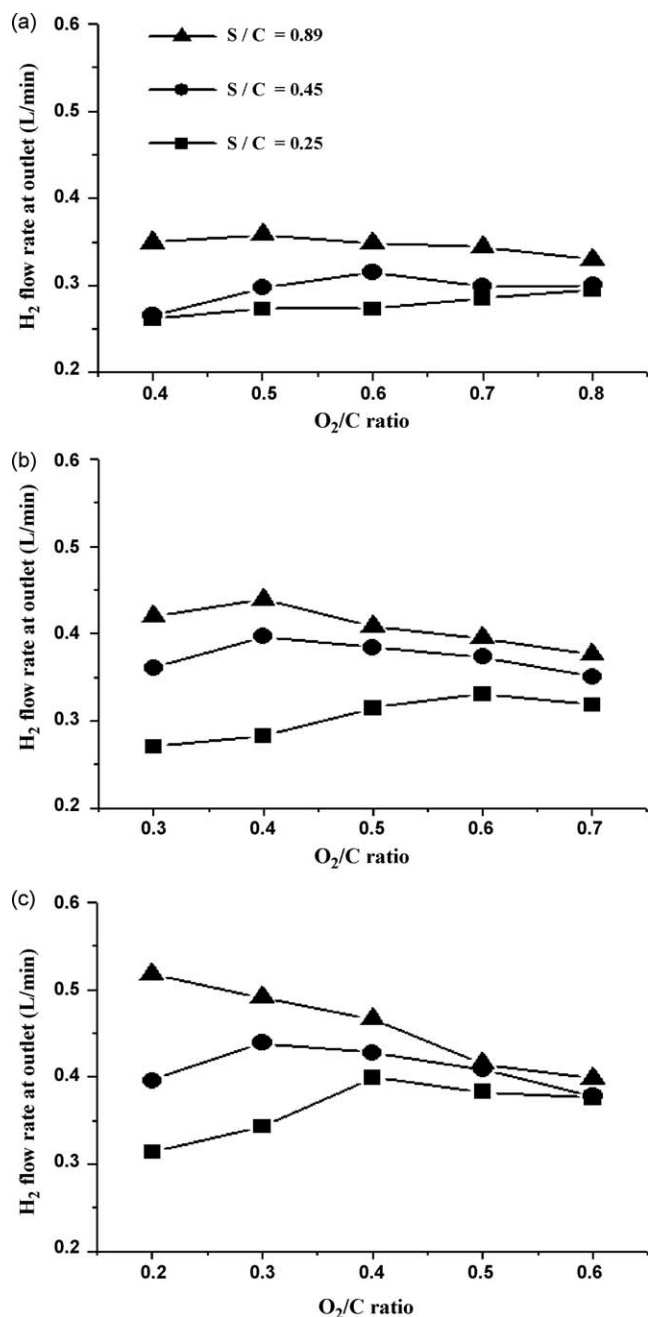 (a)
S / C = 0.89
S / C = 0.45
S / C = 0.25
H₂ flow rate at outlet (L/min)
0.6
0.5
0.4
0.3
0.2
0.4 0.5 0.6 0.7 0.8
O₂/C ratio
(b)
H₂ flow rate at outlet (L/min)
0.6
0.5
0.4
0.3
0.2
0.3 0.4 0.5 0.6 0.7
O₂/C ratio
(c)
H₂ flow rate at outlet (L/min)
0.6
0.5
0.4
0.3
0.2
0.2 0.3 0.4 0.5 0.6
O₂/C ratio